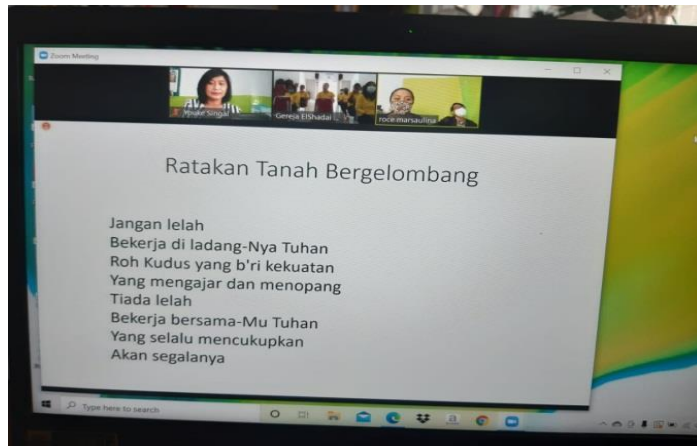 Zoom Meeting
Youke Singal
Gereja ElShadai
roce marsaulina
Ratakan Tanah Bergelombang
Jangan lelah
Bekerja di ladang-Nya Tuhan
Roh Kudus yang b'ri kekuatan
Yang mengajar dan menopang
Tiada lelah
Bekerja bersama-Mu Tuhan
Yang selalu mencukupkan
Akan segalanya
Type here to search